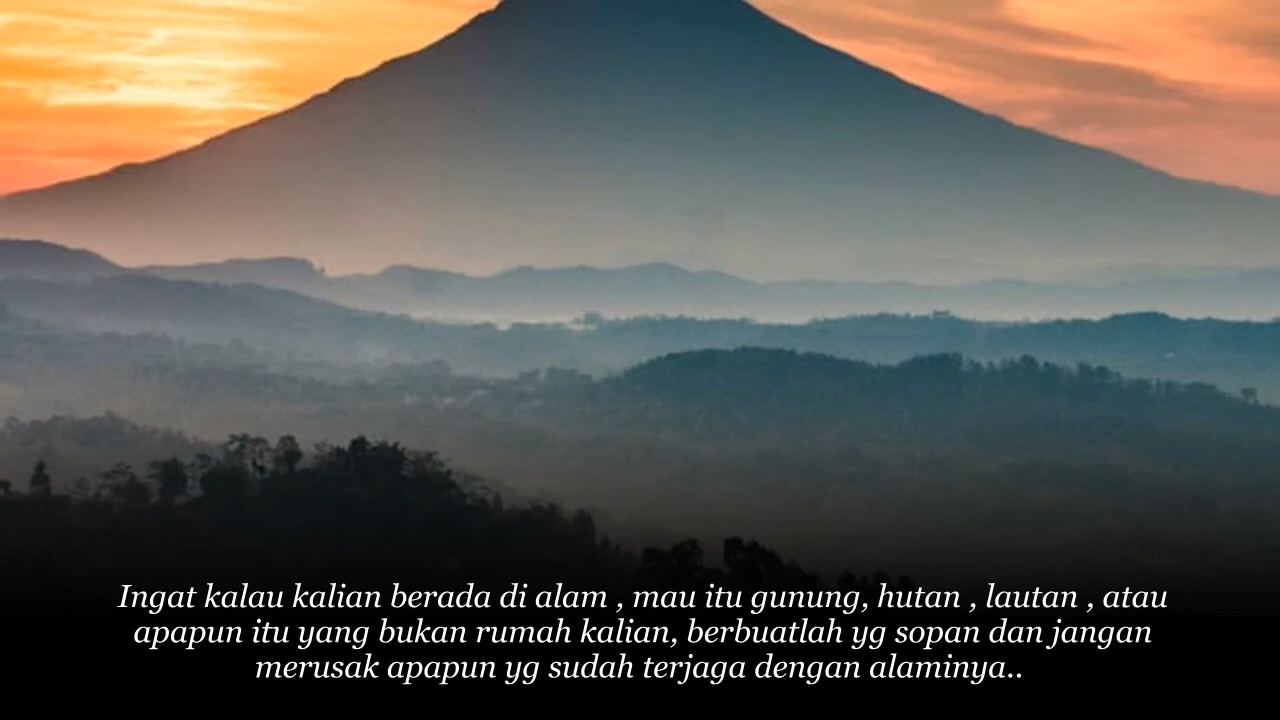 Ingat kalau kalian berada di alam , mau itu gunung, hutan , lautan , atau
apapun itu yang bukan rumah kalian, berbuatlah yg sopan dan jangan
merusak apapun yg sudah terjaga dengan alaminya..